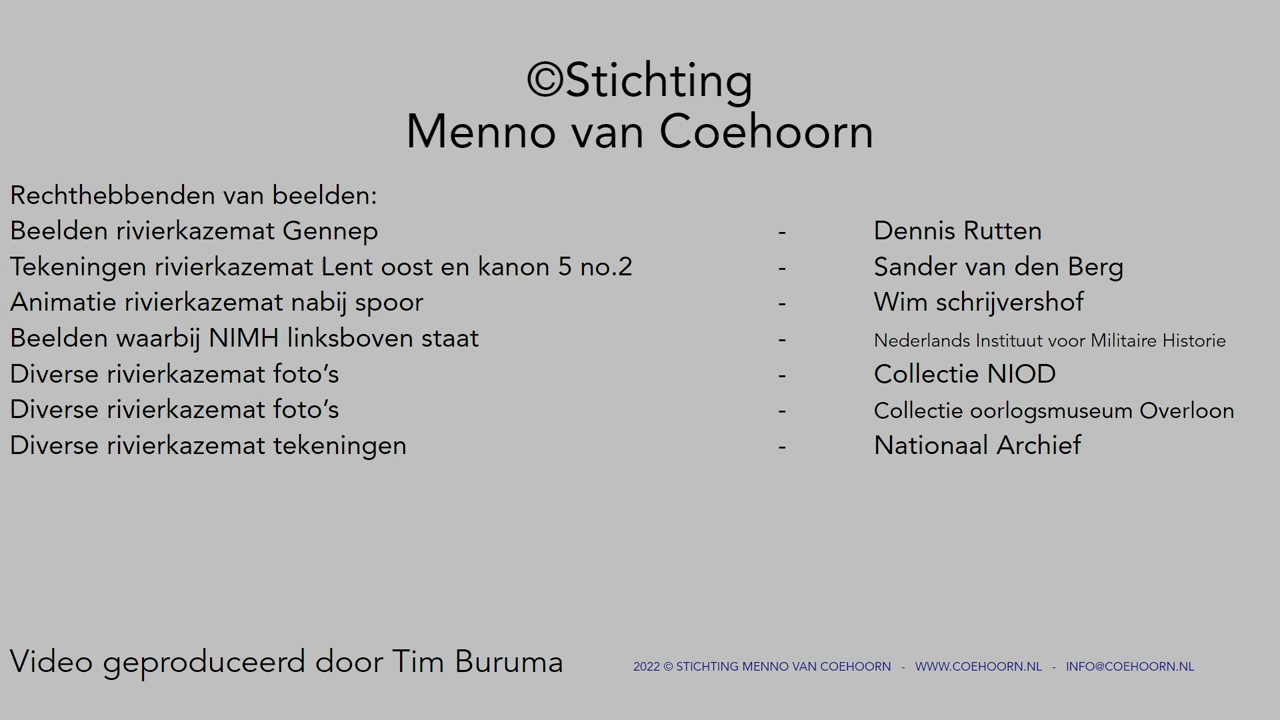 ©Stichting
Menno van Coehoorn
Rechthebbenden van beelden:
Beelden rivierkazemat Gennep - Dennis Rutten
Tekeningen rivierkazemat Lent oost en kanon 5 no.2 - Sander van den Berg
Animatie rivierkazemat nabij spoor - Wim schrijvershof
Beelden waarbij NIMH linksboven staat - Nederlands Instituut voor Militaire Historie
Diverse rivierkazemat foto's - Collectie NIOD
Diverse rivierkazemat foto's - Collectie oorlogsmuseum Overloon
Diverse rivierkazemat tekeningen - Nationaal Archief
Video geproduceerd door Tim Buruma
2022 © STICHTING MENNO VAN COEHOORN - WWW.COEHOORN.NL - INFO@COEHOORN.NL